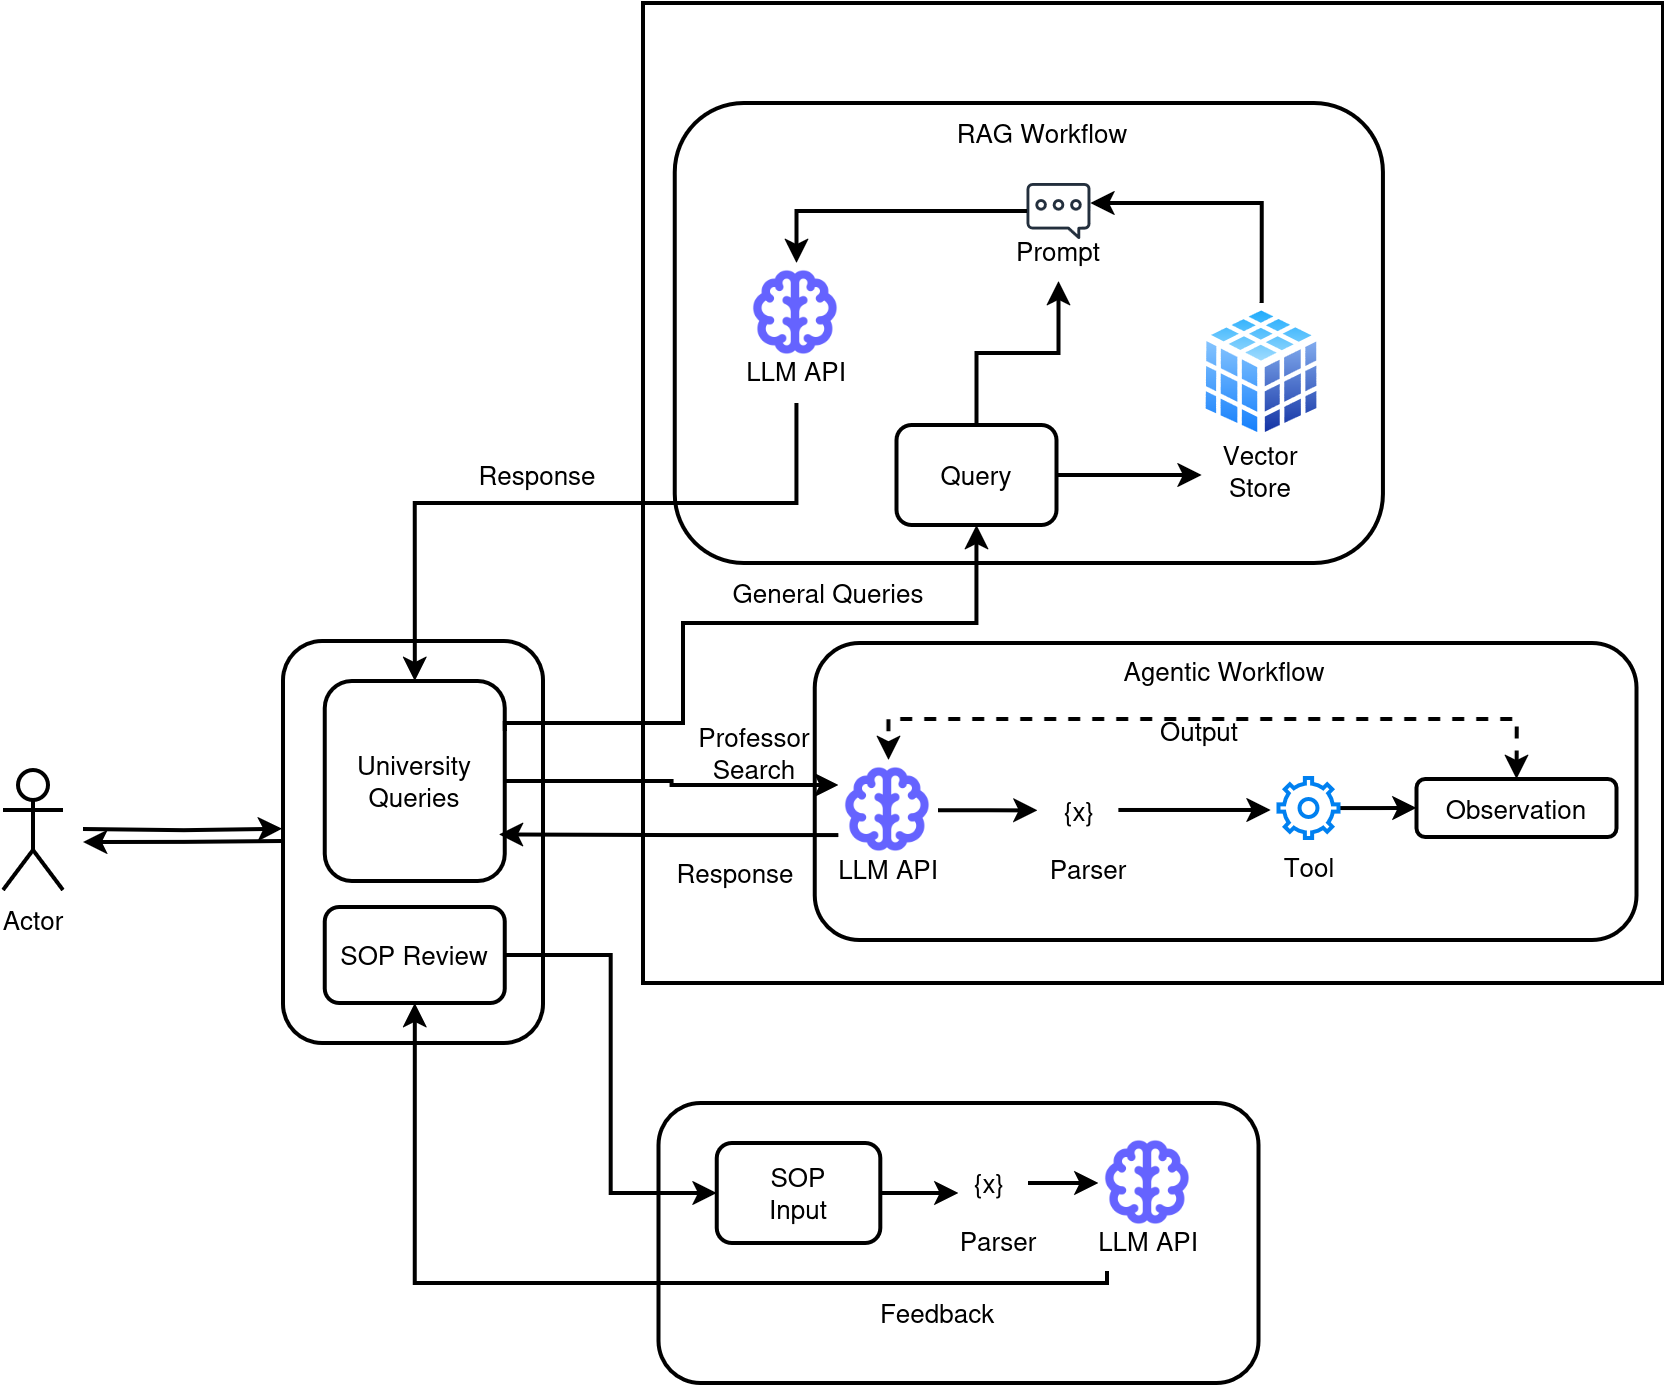 RAG Workflow
Prompt
LLM API
Vector
Store
Query
Response
General Queries
Agentic Workflow
Professor
Search
Output
University
Queries
{x}
Observation
LLM API
Parser
Tool
Response
Actor
SOP Review
SOP
Input
{x}
Parser
LLM API
Feedback